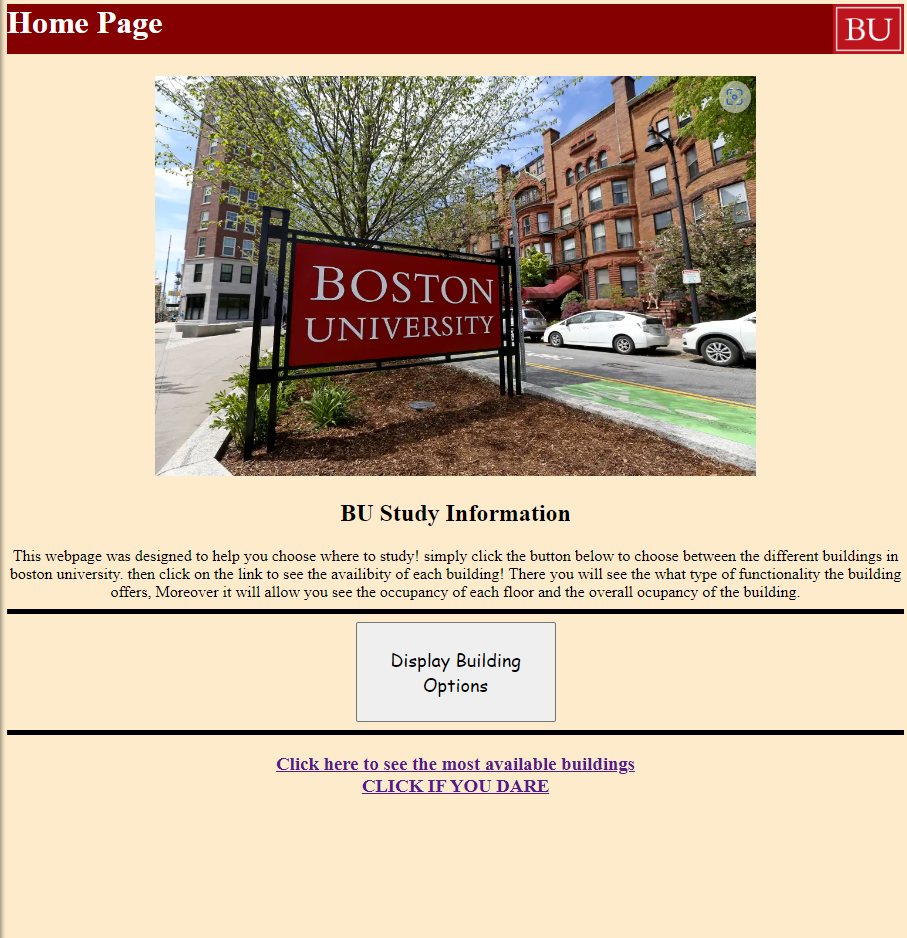 Home Page
BU
BOSTON
UNIVERSITY
BU Study Information
This webpage was designed to help you choose where to study! simply click the button below to choose between the different buildings in
boston university. then click on the link to see the availibity of each building! There you will see the what type of functionality the building
offers, Moreover it will allow you see the occupancy of each floor and the overall ocupancy of the building.
Display Building
Options
Click here to see the most available buildings
CLICK IF YOU DARE